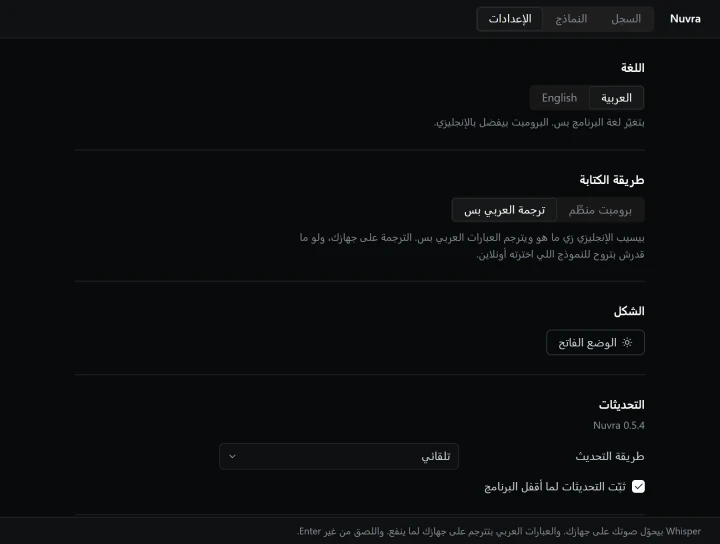 Nuvra
السجل النماذج الإعدادات
اللغة
العربية English
بتغيّر لغة البرنامج بس. البرومبت بيفضل بالإنجليزي.
طريقة الكتابة
برومبت منظّم ترجمة العربي بس
بيسيب الإنجليزي زي ما هو ويترجم العبارات العربي بس. الترجمة على جهازك، ولو ما
قدرش بتروح للنموذج اللي اخترته أونلاين.
الشكل
الوضع الفاتح
التحديثات
Nuvra 0.5.4
طريقة التحديث تلقائي
ثبّت التحديثات لما أقفل البرنامج
Whisper بيحوّل صوتك على جهازك. والعبارات العربي بتترجم على جهازك لما ينفع. واللصق من غير Enter.